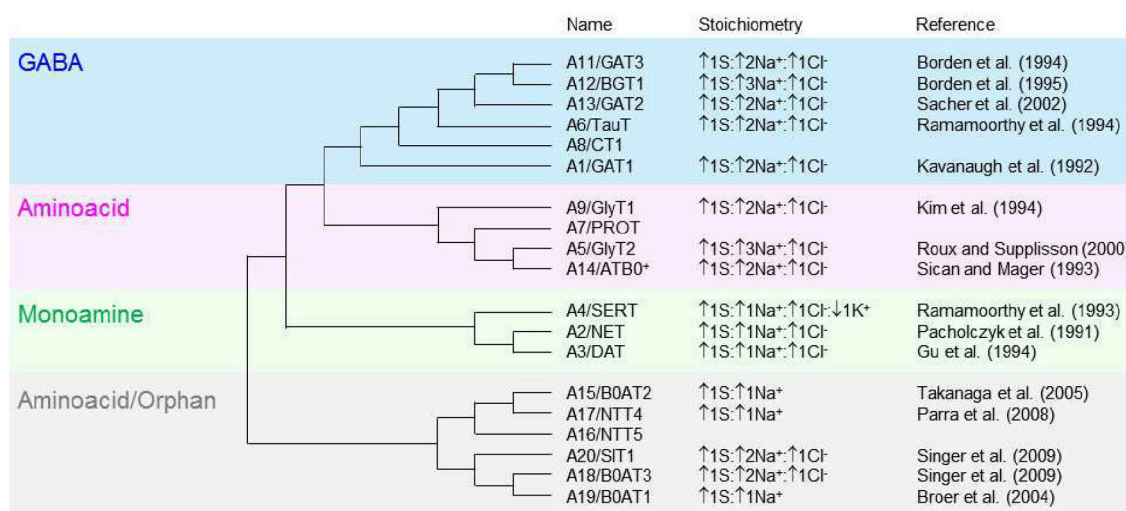 Name Stoichiometry Reference
GABA
A11/GAT3 ↑1S:↑2Na⁺:↑1Cl⁻ Borden et al. (1994)
A12/BGT1 ↑1S:↑3Na⁺:↑1Cl⁻ Borden et al. (1995)
A13/GAT2 ↑1S:↑2Na⁺:↑1Cl⁻ Sacher et al. (2002)
A6/TauT ↑1S:↑2Na⁺:↑1Cl⁻ Ramamoorthy et al. (1994)
A8/CT1
A1/GAT1 ↑1S:↑2Na⁺:↑1Cl⁻ Kavanaugh et al. (1992)
Aminoacid
A9/GlyT1 ↑1S:↑2Na⁺:↑1Cl⁻ Kim et al. (1994)
A7/PROT
A5/GlyT2 ↑1S:↑3Na⁺:↑1Cl⁻ Roux and Supplisson (2000)
A14/ATB0⁺ ↑1S:↑2Na⁺:↑1Cl⁻ Sican and Mager (1993)
Monoamine
A4/SERT ↑1S:↑1Na⁺:↑1Cl⁻:↓1K⁺ Ramamoorthy et al. (1993)
A2/NET ↑1S:↑1Na⁺:↑1Cl⁻ Pacholczyk et al. (1991)
A3/DAT ↑1S:↑1Na⁺:↑1Cl⁻ Gu et al. (1994)
Aminoacid/Orphan
A15/B0AT2 ↑1S:↑1Na⁺ Takanaga et al. (2005)
A17/NTT4 ↑1S:↑1Na⁺ Parra et al. (2008)
A16/NTT5
A20/SIT1 ↑1S:↑2Na⁺:↑1Cl⁻ Singer et al. (2009)
A18/B0AT3 ↑1S:↑2Na⁺:↑1Cl⁻ Singer et al. (2009)
A19/B0AT1 ↑1S:↑1Na⁺ Broer et al. (2004)